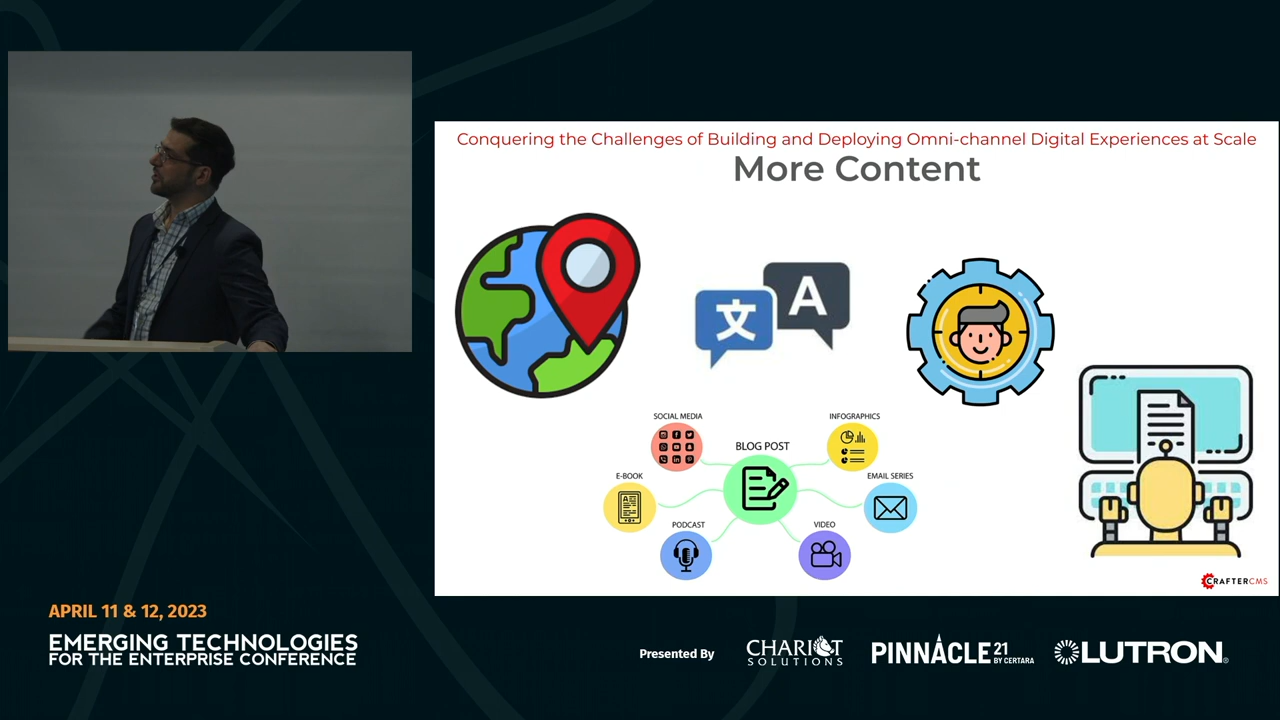 Conquering the Challenges of Building and Deploying Omni-channel Digital Experiences at Scale
More Content
文 A
SOCIAL MEDIA
INFOGRAPHICS
BLOG POST
E-BOOK
EMAIL SERIES
PODCAST
VIDEO
CRAFTERCMS
APRIL 11 & 12, 2023
EMERGING TECHNOLOGIES
FOR THE ENTERPRISE CONFERENCE
Presented By
CHARIOT
SOLUTIONS
PINNACLE 21
BY CERTARA
LUTRON®